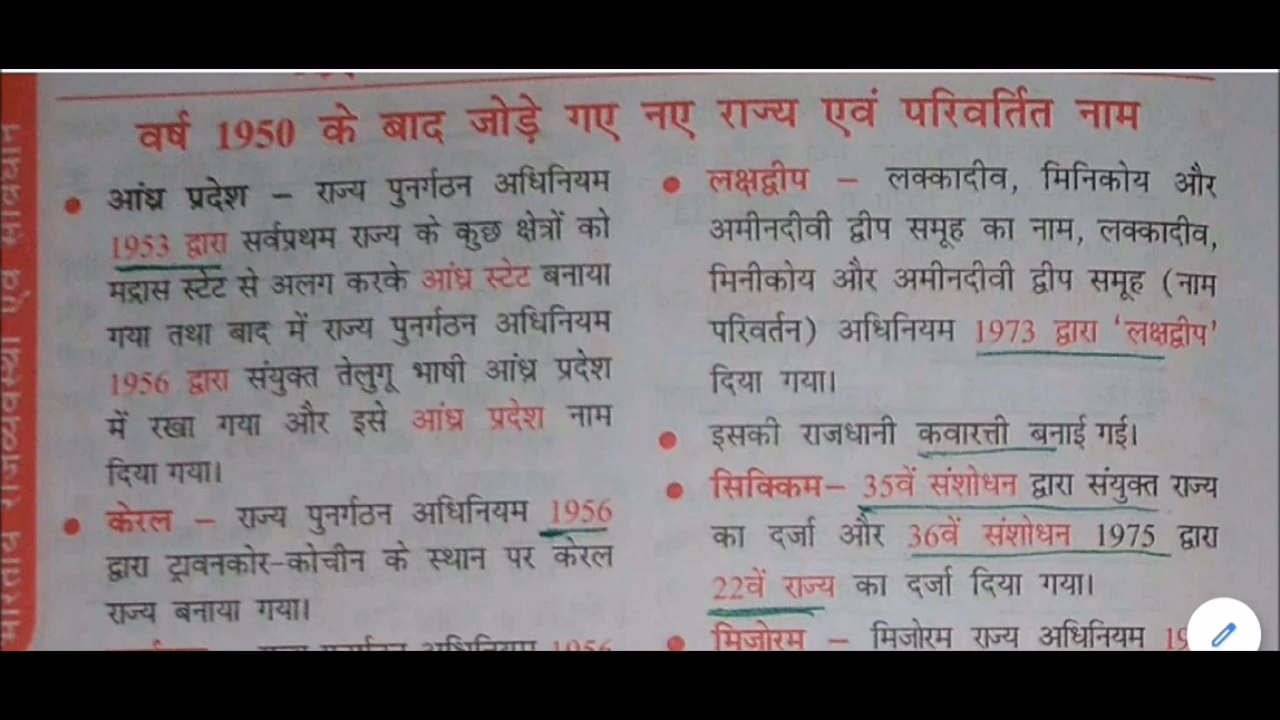 वर्ष 1950 के बाद जोड़े गए नए राज्य एवं परिवर्तित नाम
आंध्र प्रदेश – राज्य पुनर्गठन अधिनियम
1953 द्वारा सर्वप्रथम राज्य के कुछ क्षेत्रों को
मद्रास स्टेट से अलग करके आंध्र स्टेट बनाया
गया तथा बाद में राज्य पुनर्गठन अधिनियम
1956 द्वारा संयुक्त तेलुगू भाषी आंध्र प्रदेश
में रखा गया और इसे आंध्र प्रदेश नाम
दिया गया।
केरल – राज्य पुनर्गठन अधिनियम 1956
द्वारा ट्रावनकोर-कोचीन के स्थान पर केरल
राज्य बनाया गया।
लक्षद्वीप – लक्कादीव, मिनिकोय और
अमीनदीवी द्वीप समूह का नाम, लक्कादीव,
मिनीकोय और अमीनदीवी द्वीप समूह (नाम
परिवर्तन) अधिनियम 1973 द्वारा 'लक्षद्वीप'
दिया गया।
इसकी राजधानी कवारत्ती बनाई गई।
सिक्किम– 35वें संशोधन द्वारा संयुक्त राज्य
का दर्जा और 36वें संशोधन 1975 द्वारा
22वें राज्य का दर्जा दिया गया।
मिजोरम – मिजोरम राज्य अधिनियम